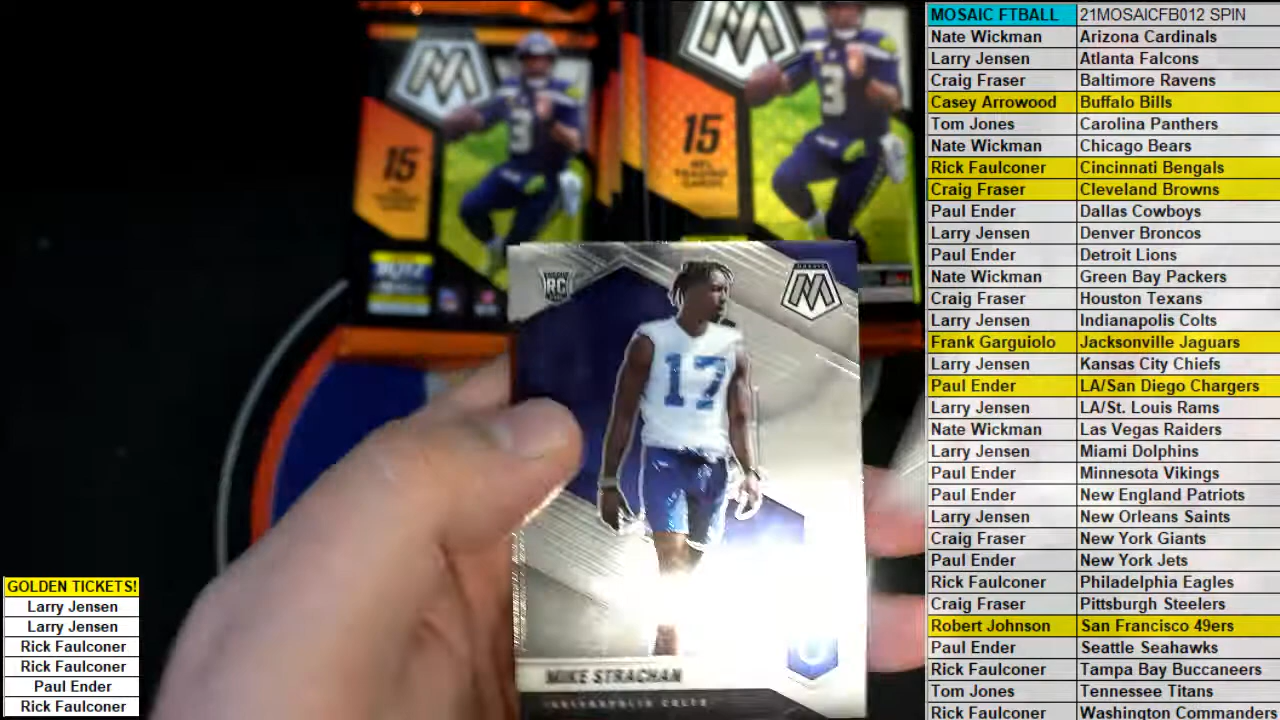 MOSAIC FTBALL 21MOSAICFB012 SPIN
Nate Wickman Arizona Cardinals
Larry Jensen Atlanta Falcons
Craig Fraser Baltimore Ravens
Casey Arrowood Buffalo Bills
Tom Jones Carolina Panthers
Nate Wickman Chicago Bears
Rick Faulconer Cincinnati Bengals
Craig Fraser Cleveland Browns
Paul Ender Dallas Cowboys
Larry Jensen Denver Broncos
Paul Ender Detroit Lions
Nate Wickman Green Bay Packers
Craig Fraser Houston Texans
Larry Jensen Indianapolis Colts
Frank Garguiolo Jacksonville Jaguars
Larry Jensen Kansas City Chiefs
Paul Ender LA/San Diego Chargers
Larry Jensen LA/St. Louis Rams
Nate Wickman Las Vegas Raiders
Larry Jensen Miami Dolphins
Paul Ender Minnesota Vikings
Paul Ender New England Patriots
Larry Jensen New Orleans Saints
Craig Fraser New York Giants
Paul Ender New York Jets
Rick Faulconer Philadelphia Eagles
Craig Fraser Pittsburgh Steelers
Robert Johnson San Francisco 49ers
Paul Ender Seattle Seahawks
Rick Faulconer Tampa Bay Buccaneers
Tom Jones Tennessee Titans
Rick Faulconer Washington Commanders
GOLDEN TICKETS!
Larry Jensen
Larry Jensen
Rick Faulconer
Rick Faulconer
Paul Ender
Rick Faulconer
15
3
15
NFL
TRADING
CARDS
3
RC
17
MIKE STRACHAN
INDIANAPOLIS COLTS